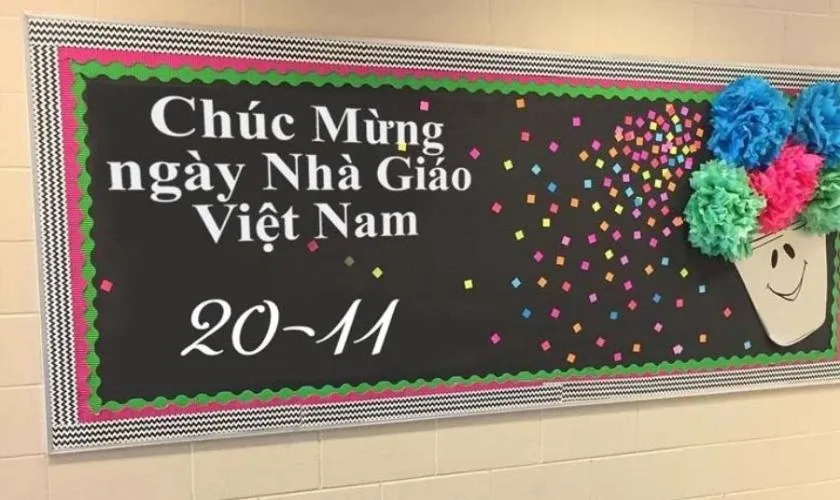 Chúc Mừng
ngày Nhà Giáo
Việt Nam
20-11